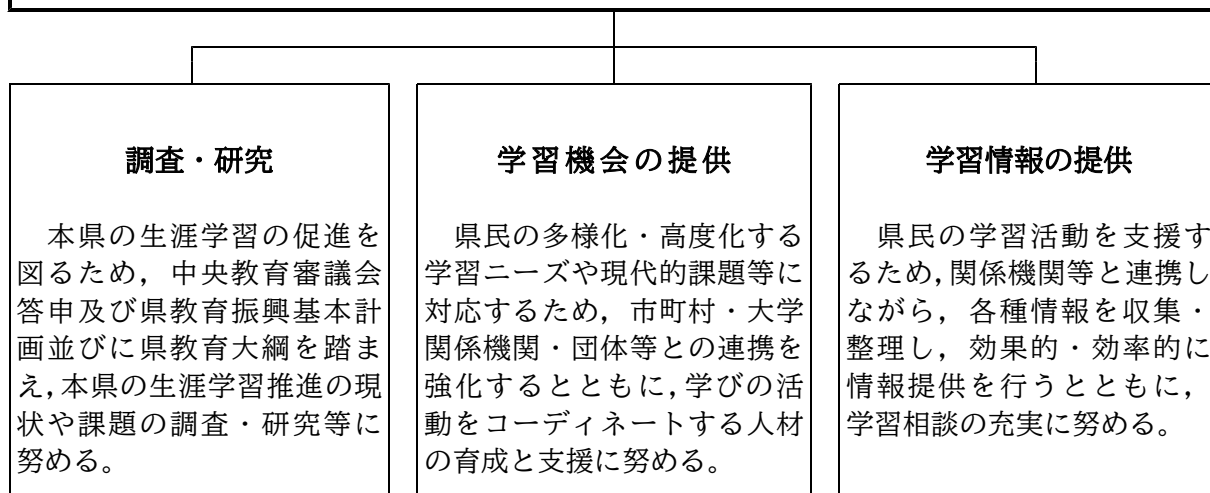 調査・研究
本県の生涯学習の促進を
図るため，中央教育審議会
答申及び県教育振興基本計
画並びに県教育大綱を踏ま
え，本県の生涯学習推進の現
状や課題の調査・研究等に
努める。
学習機会の提供
県民の多様化・高度化する
学習ニーズや現代的課題等に
対応するため，市町村・大学
関係機関・団体等との連携を
強化するとともに，学びの活
動をコーディネートする人材
の育成と支援に努める。
学習情報の提供
県民の学習活動を支援す
るため，関係機関等と連携し
ながら，各種情報を収集・
整理し，効果的・効率的に
情報提供を行うとともに，
学習相談の充実に努める。